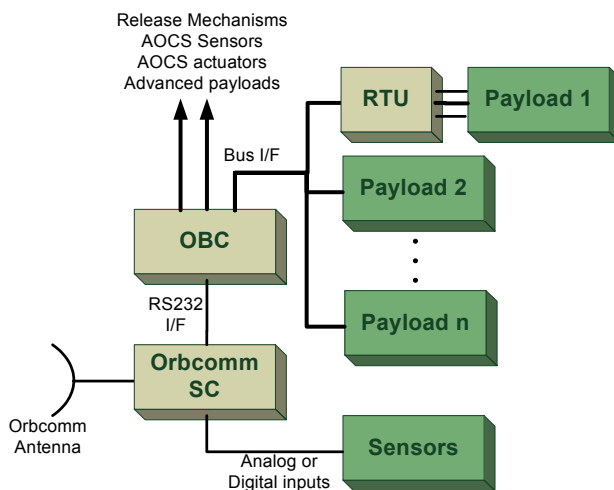 Release Mechanisms
AOCS Sensors
AOCS actuators
Advanced payloads
RTU
Payload 1
Bus I/F
Payload 2
OBC
RS232
I/F
Payload n
Orbcomm
SC
Orbcomm
Antenna
Sensors
Analog or
Digital inputs